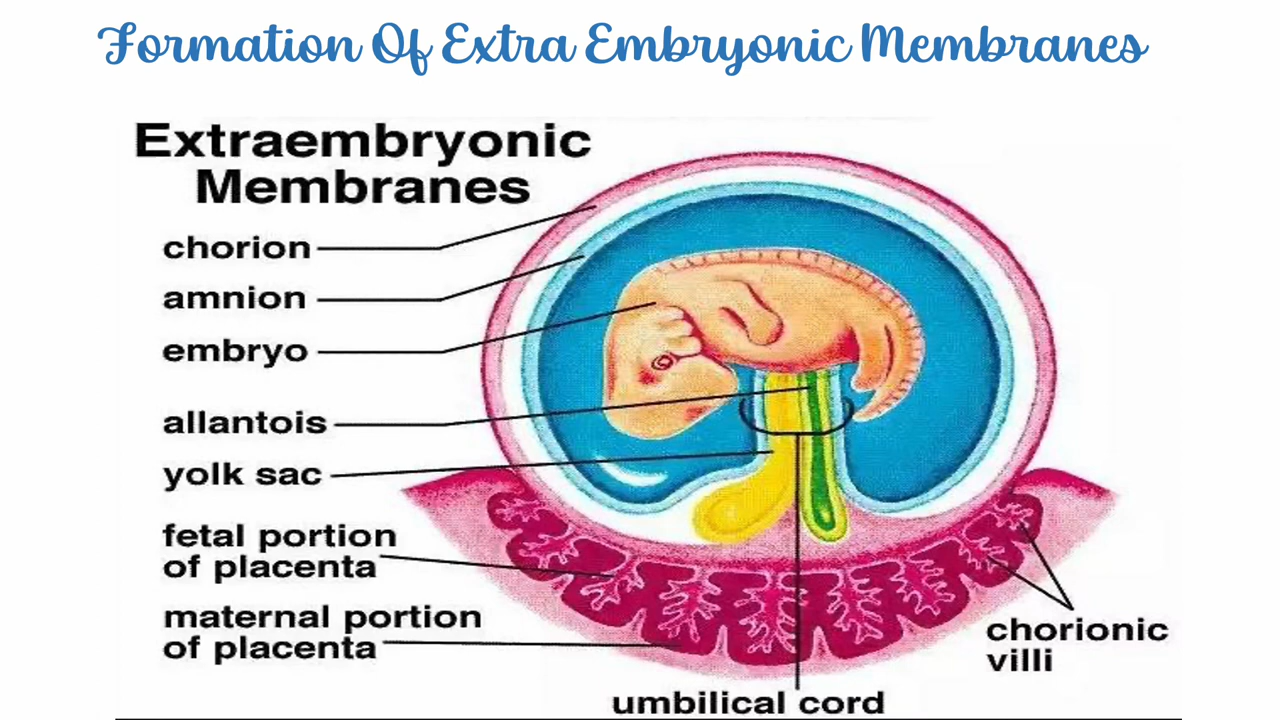 Formation Of Extra Embryonic Membranes
Extraembryonic
Membranes
chorion
amnion
embryo
allantois
yolk sac
fetal portion
of placenta
maternal portion
of placenta
chorionic
villi
umbilical cord